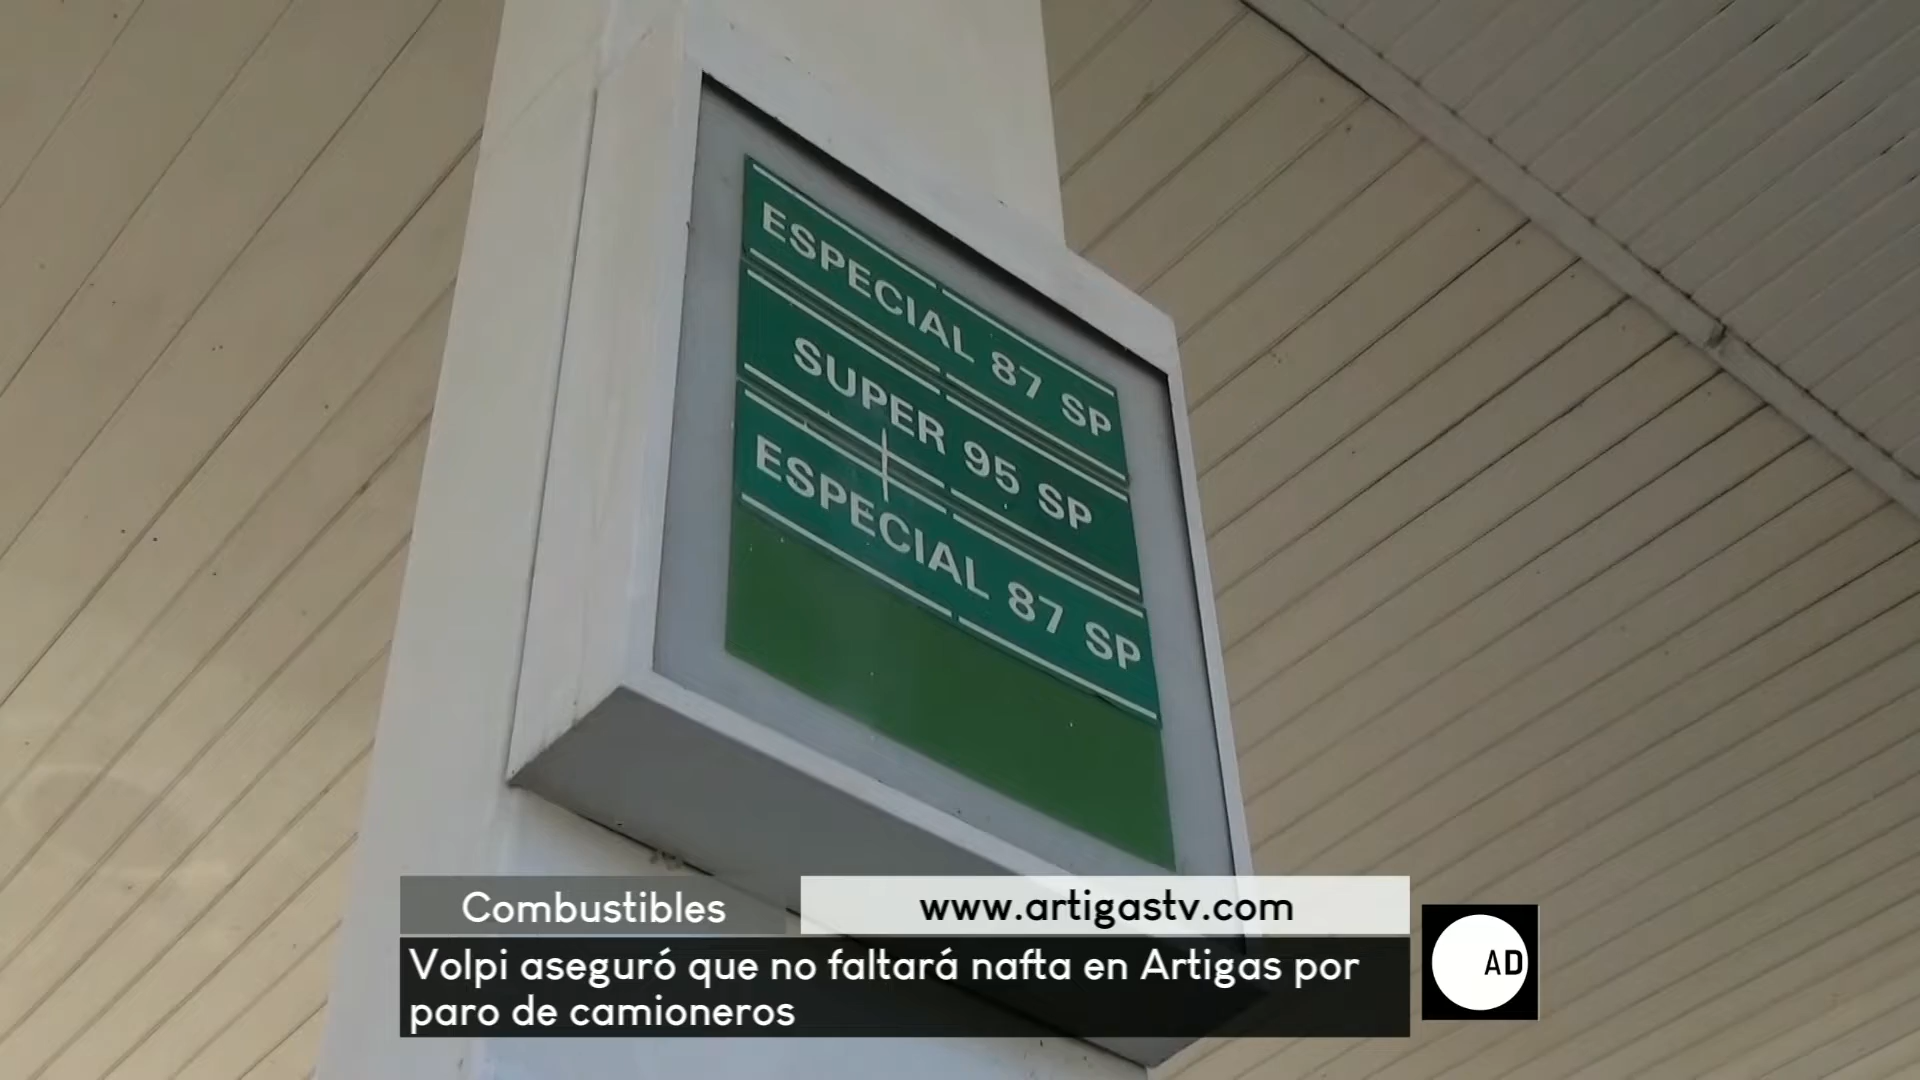 ESPECIAL 87 SP
SUPER 95 SP
ESPECIAL 87 SP
Combustibles
www.artigastv.com
Volpi aseguró que no faltará nafta en Artigas por
paro de camioneros
AD